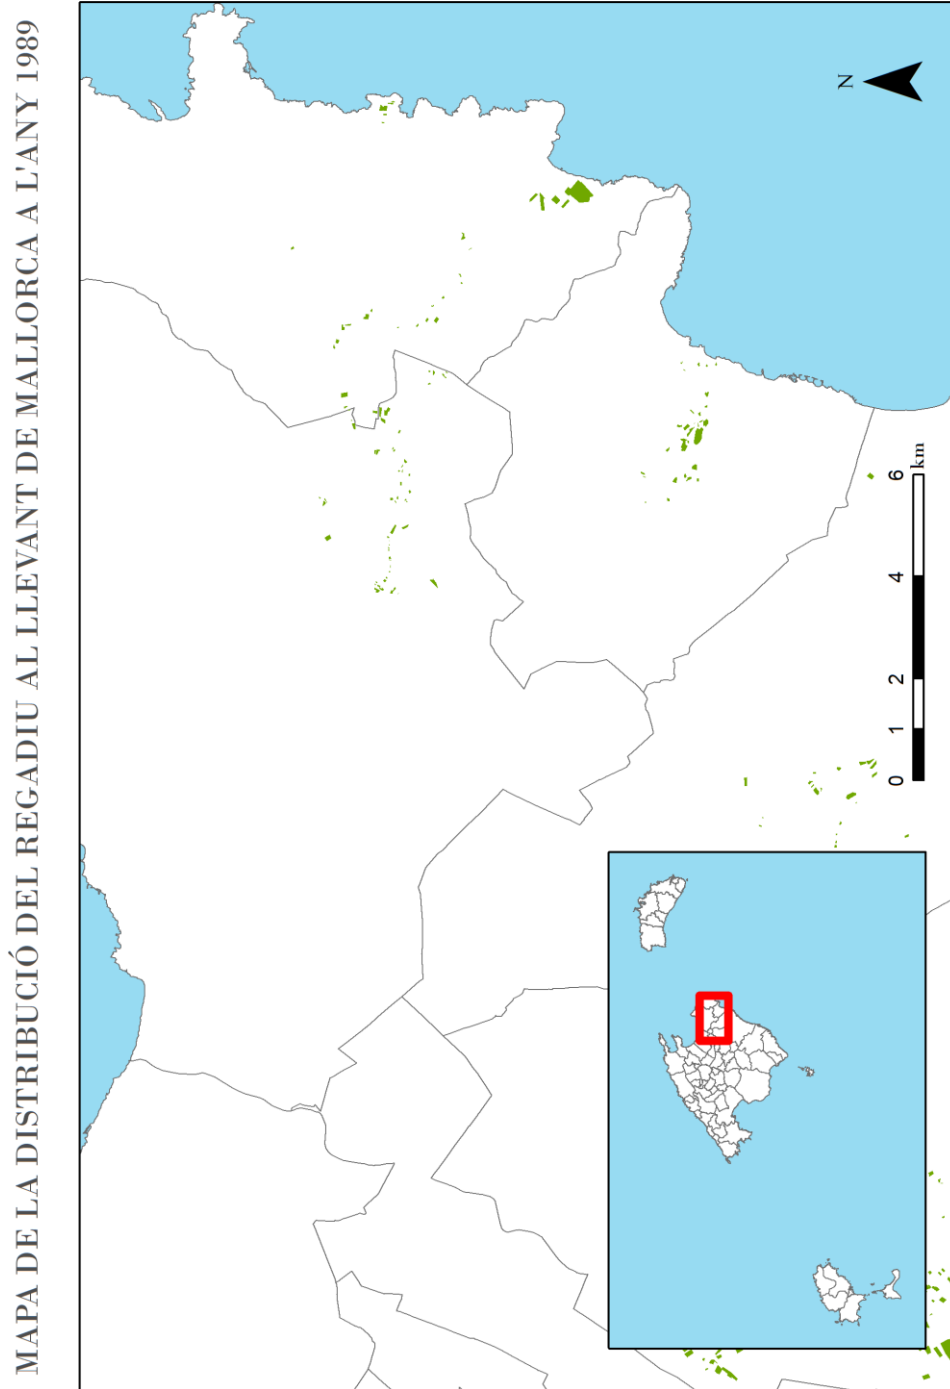 MAPA DE LA DISTRIBUCIÓ DEL REGADIU AL LLEVANT DE MALLORCA A L'ANY 1989
N
0 1 2 4 6
km